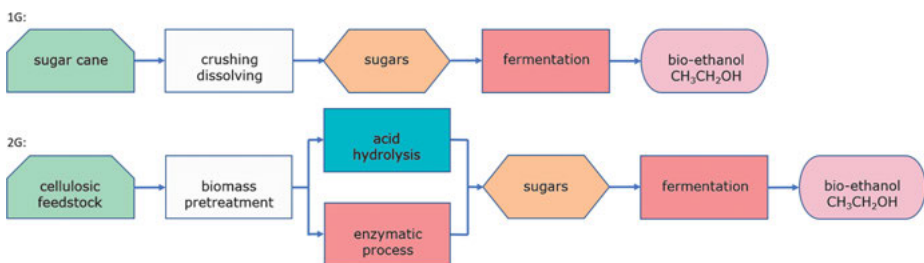 1G:
sugar cane
crushing
dissolving
sugars
fermentation
bio-ethanol
CH₃CH₂OH
2G:
cellulosic
feedstock
biomass
pretreatment
acid
hydrolysis
enzymatic
process
sugars
fermentation
bio-ethanol
CH₃CH₂OH